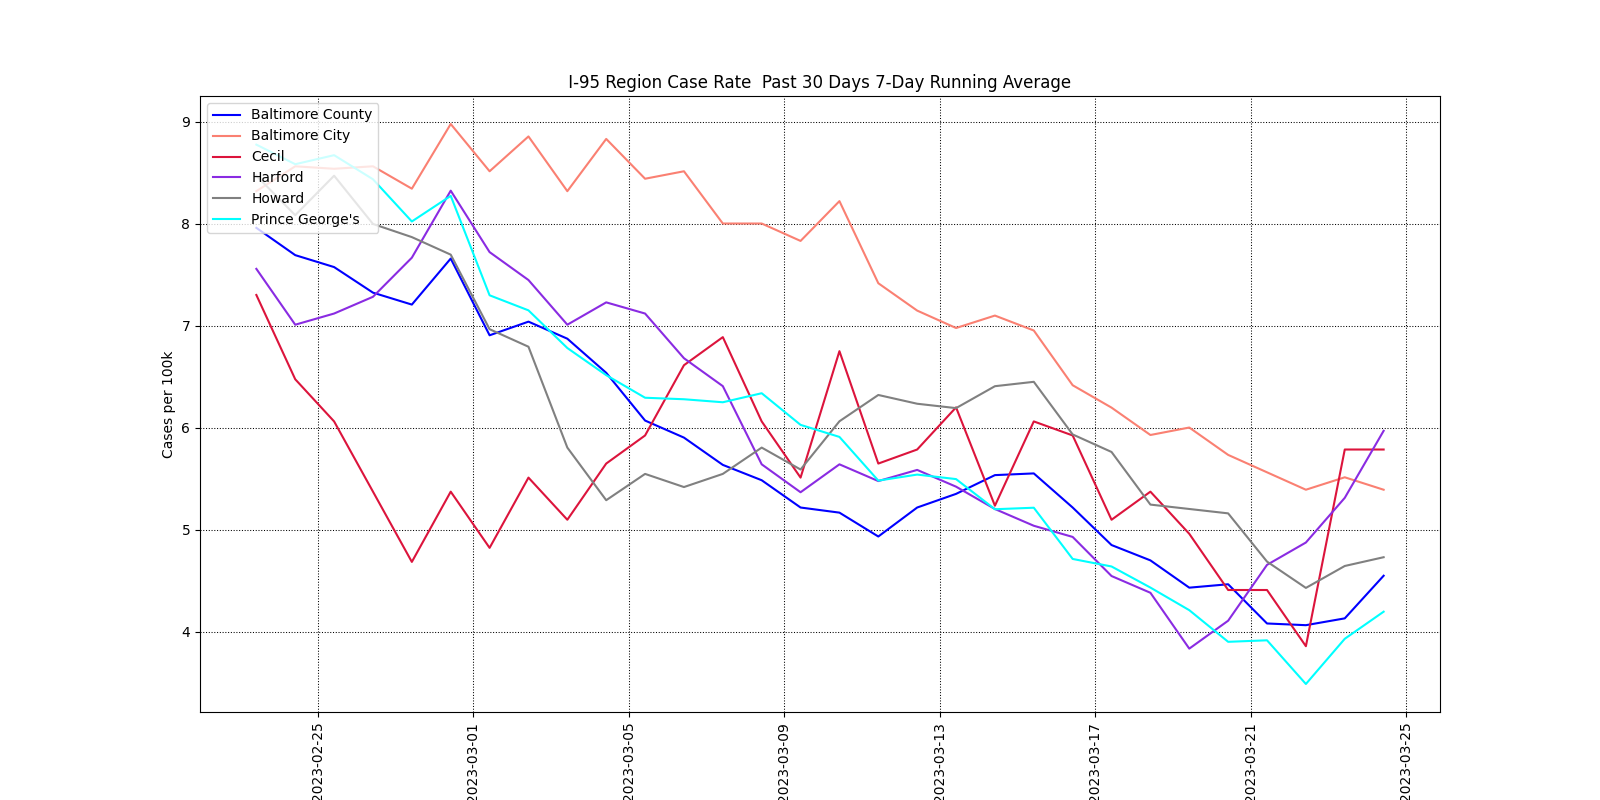 I-95 Region Case Rate  Past 30 Days 7-Day Running Average
Baltimore County
Baltimore City
Cecil
Harford
Howard
Prince George's
Cases per 100k
9
8
7
6
5
4
2023-02-25
2023-03-01
2023-03-05
2023-03-09
2023-03-13
2023-03-17
2023-03-21
2023-03-25